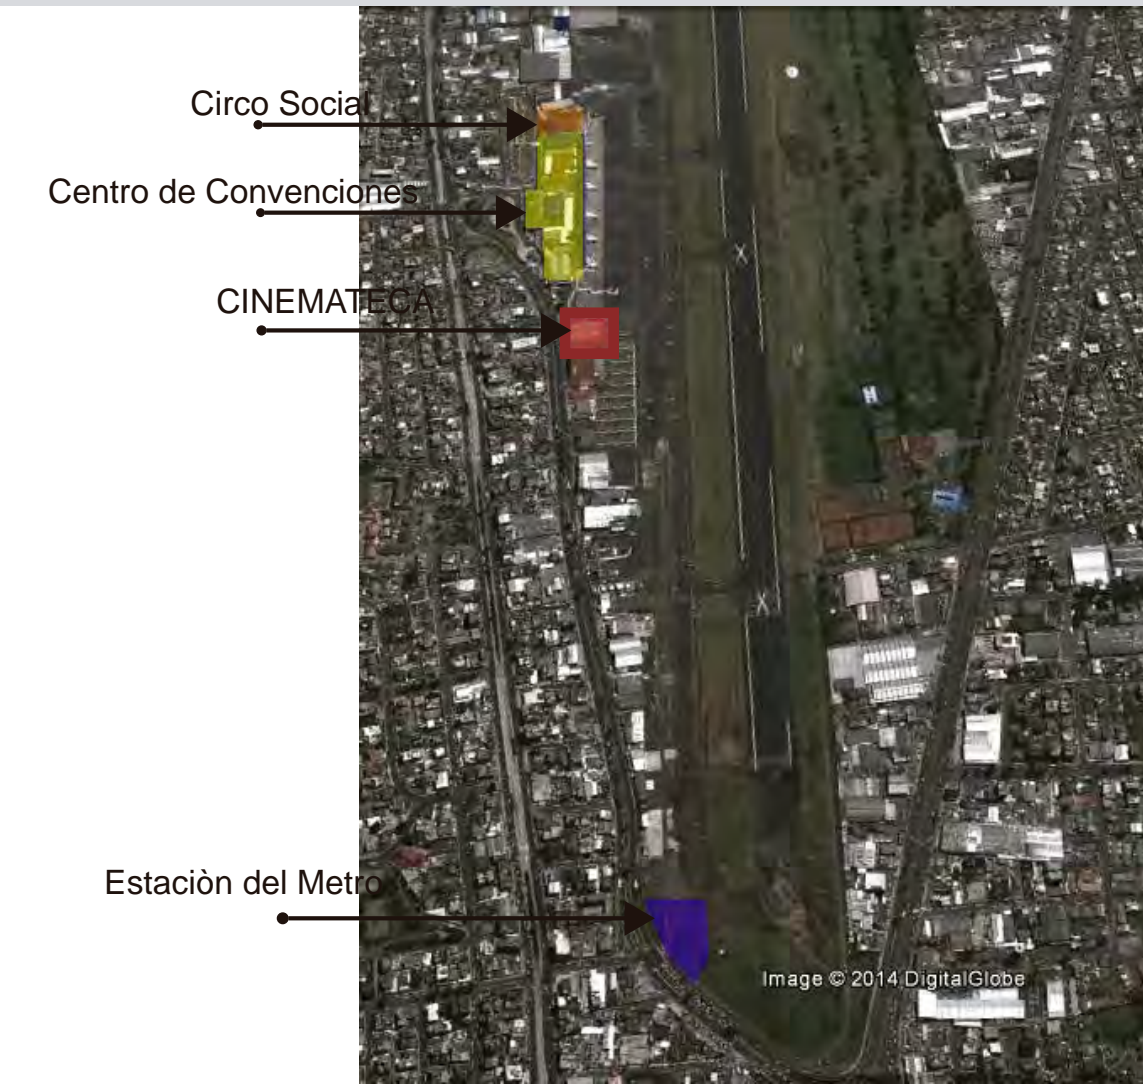 Circo Social
Centro de Convenciones
CINEMATECA
Estaciòn del Metro
Image © 2014 DigitalGlobe